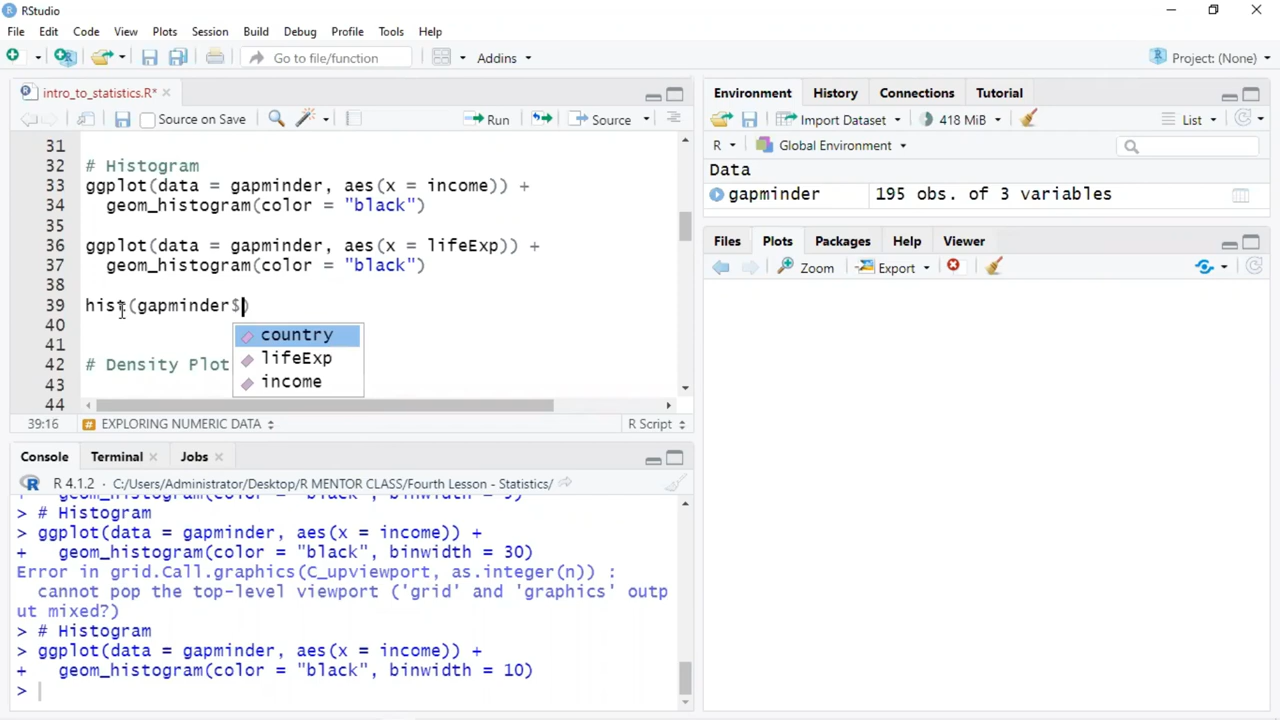 RStudio
File Edit Code View Plots Session Build Debug Profile Tools Help
Go to file/function
Addins
Project: (None)
intro_to_statistics.R*
Source on Save
Run
Source
31
32 # Histogram
33 ggplot(data = gapminder, aes(x = income)) +
34 geom_histogram(color = "black")
35
36 ggplot(data = gapminder, aes(x = lifeExp)) +
37 geom_histogram(color = "black")
38
39 hist(gapminder$)
40
41
42 # Density Plot
43
44
country
lifeExp
income
39:16 # EXPLORING NUMERIC DATA R Script
Console Terminal Jobs
R 4.1.2 · C:/Users/Administrator/Desktop/R MENTOR CLASS/Fourth Lesson - Statistics/
+ geom_histogram(color = "black", binwidth = 9)
> # Histogram
> ggplot(data = gapminder, aes(x = income)) +
+ geom_histogram(color = "black", binwidth = 30)
Error in grid.Call.graphics(C_upviewport, as.integer(n)) :
cannot pop the top-level viewport ('grid' and 'graphics' outp
ut mixed?)
> # Histogram
> ggplot(data = gapminder, aes(x = income)) +
+ geom_histogram(color = "black", binwidth = 10)
>
Environment History Connections Tutorial
Import Dataset 418 MiB List
R Global Environment
Data
gapminder 195 obs. of 3 variables
Files Plots Packages Help Viewer
Zoom Export